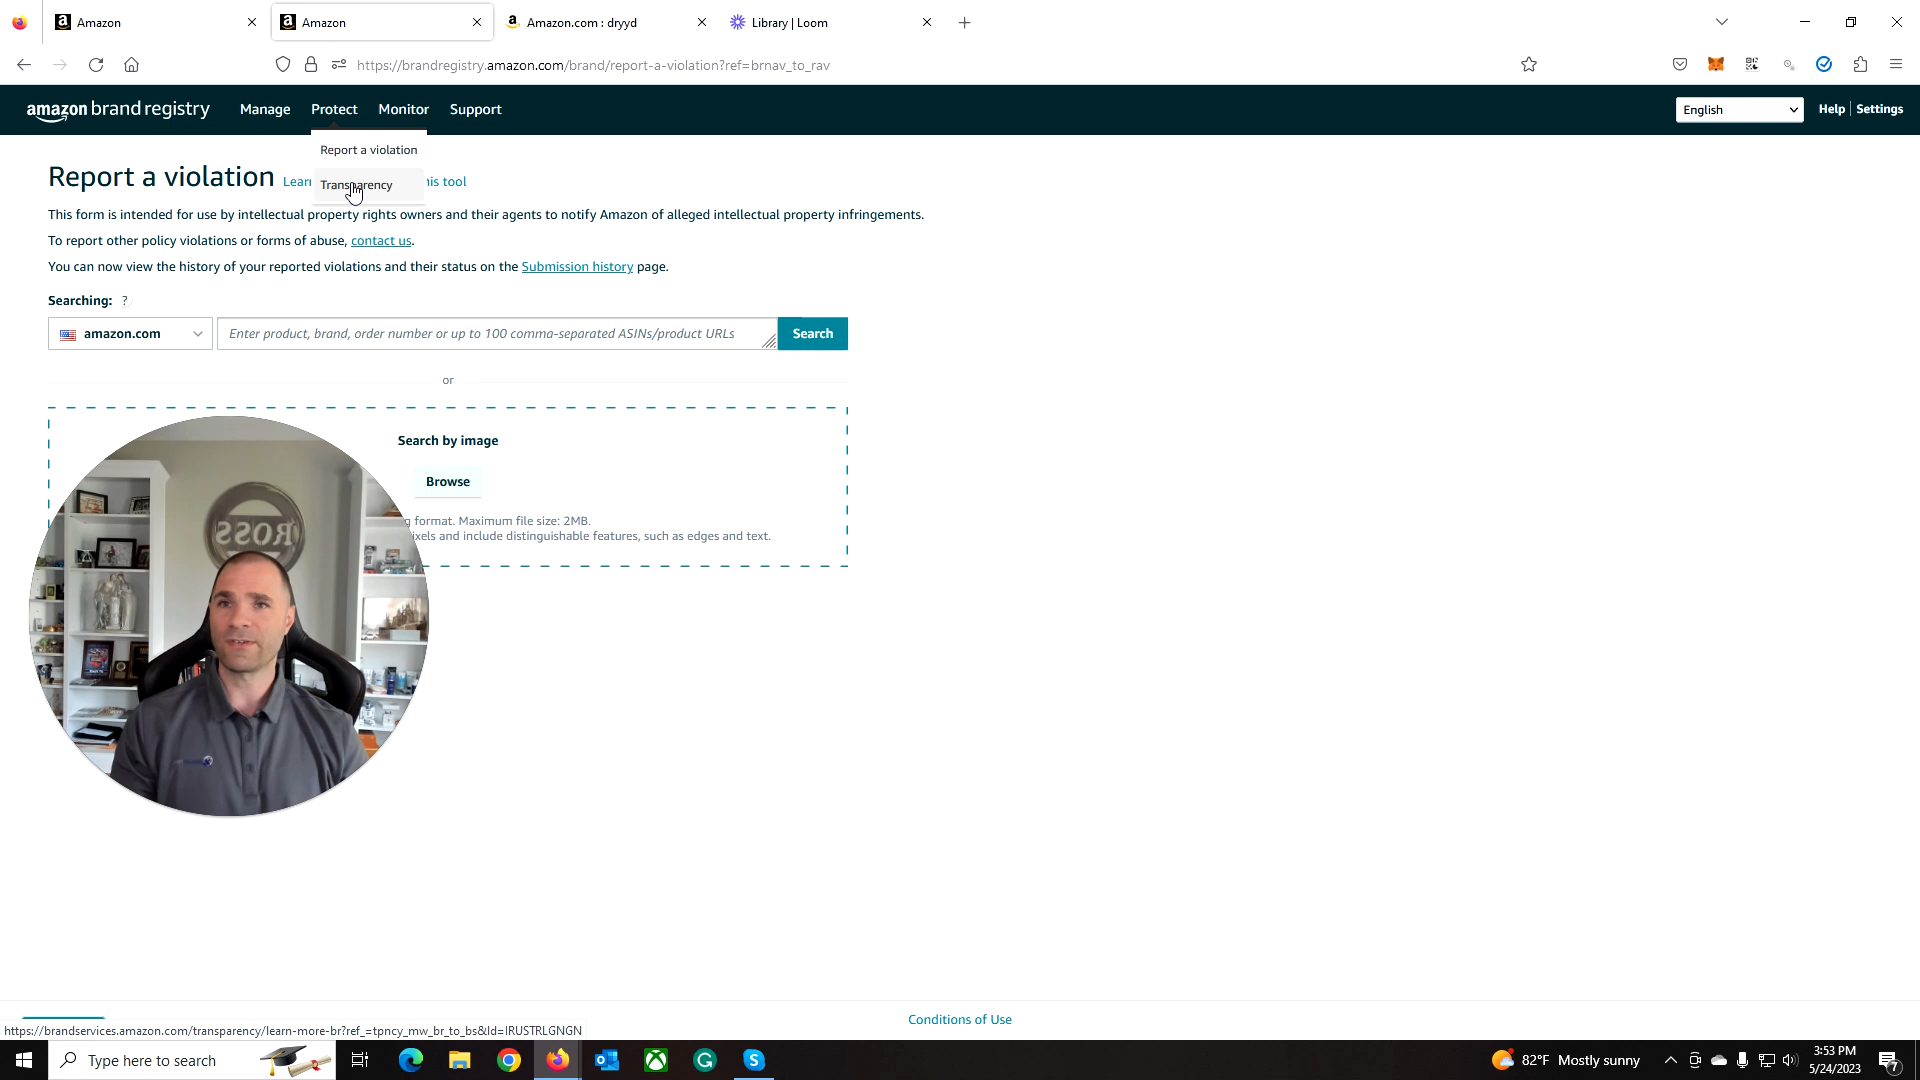 Amazon
Amazon
Amazon.com : dryyd
Library | Loom
https://brandregistry.amazon.com/brand/report-a-violation?ref=brnav_to_rav
amazon brand registry
Manage
Protect
Monitor
Support
English
Help
Settings
Report a violation
Transparency
Report a violation
Lear
his tool
This form is intended for use by intellectual property rights owners and their agents to notify Amazon of alleged intellectual property infringements.
To report other policy violations or forms of abuse, contact us.
You can now view the history of your reported violations and their status on the Submission history page.
Searching: ?
amazon.com
Enter product, brand, order number or up to 100 comma-separated ASINs/product URLs
Search
or
Search by image
Browse
format. Maximum file size: 2MB.
ixels and include distinguishable features, such as edges and text.
ROSS
Conditions of Use
https://brandservices.amazon.com/transparency/learn-more-br?ref_=tpncy_mw_br_to_bs&ld=IRUSTRLGNGN
Type here to search
82°F Mostly sunny
3:53 PM
5/24/2023
7